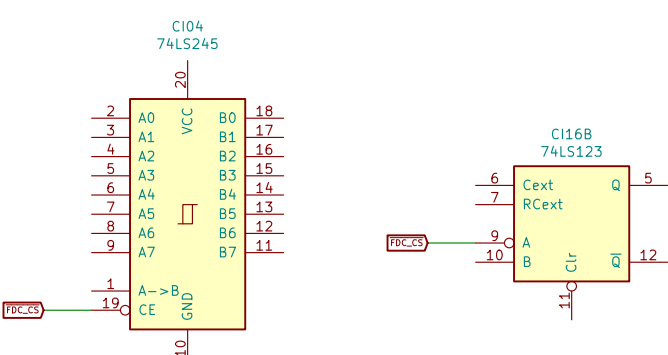 CI04
74LS245
20
VCC
2 A0 B0 18
3 A1 B1 17
4 A2 B2 16
5 A3 B3 15
6 A4 B4 14
7 A5 B5 13
8 A6 B6 12
9 A7 B7 11
1 A->B
FDC_CS 19 CE
GND
10
CI16B
74LS123
6 Cext Q 5
7 RCext
FDC_CS 9 A
10 B Q 12
Clr
11